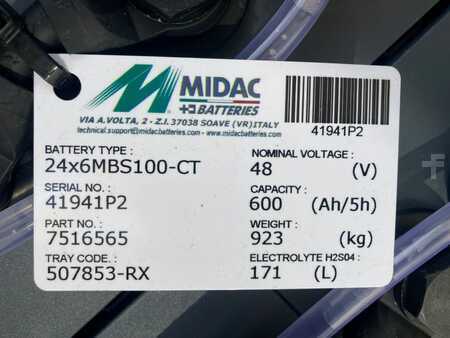 MIDAC
BATTERIES
VIA A.VOLTA, 2 - Z.I. 37038 SOAVE (VR)ITALY
technical.support@midacbatteries.com - www.midacbatteries.com
41941P2
BATTERY TYPE :
24x6MBS100-CT
SERIAL NO. :
41941P2
PART NO. :
7516565
TRAY CODE :
507853-RX
NOMINAL VOLTAGE :
48 (V)
CAPACITY :
600 (Ah/5h)
WEIGHT :
923 (kg)
ELECTROLYTE H2S04 :
171 (L)